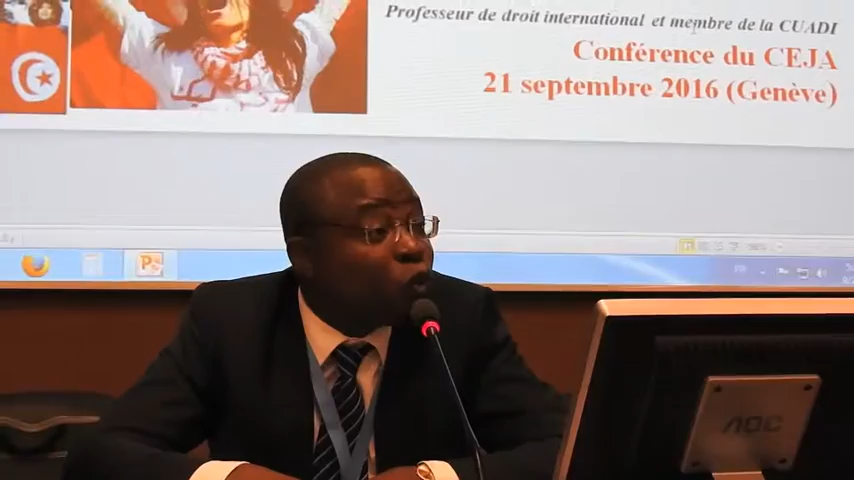 Professeur de droit international et membre de la CUADI
Conférence du CEJA,
21 septembre 2016 (Genève)
AOC